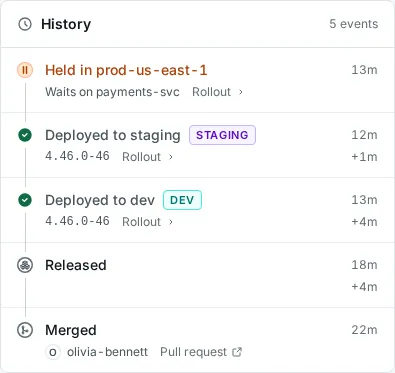 History 5 events
Held in prod-us-east-1 13m
Waits on payments-svc Rollout ›
Deployed to staging STAGING 12m
4.46.0-46 Rollout › +1m
Deployed to dev DEV 13m
4.46.0-46 Rollout › +4m
Released 18m
+4m
Merged 22m
O olivia-bennett Pull request